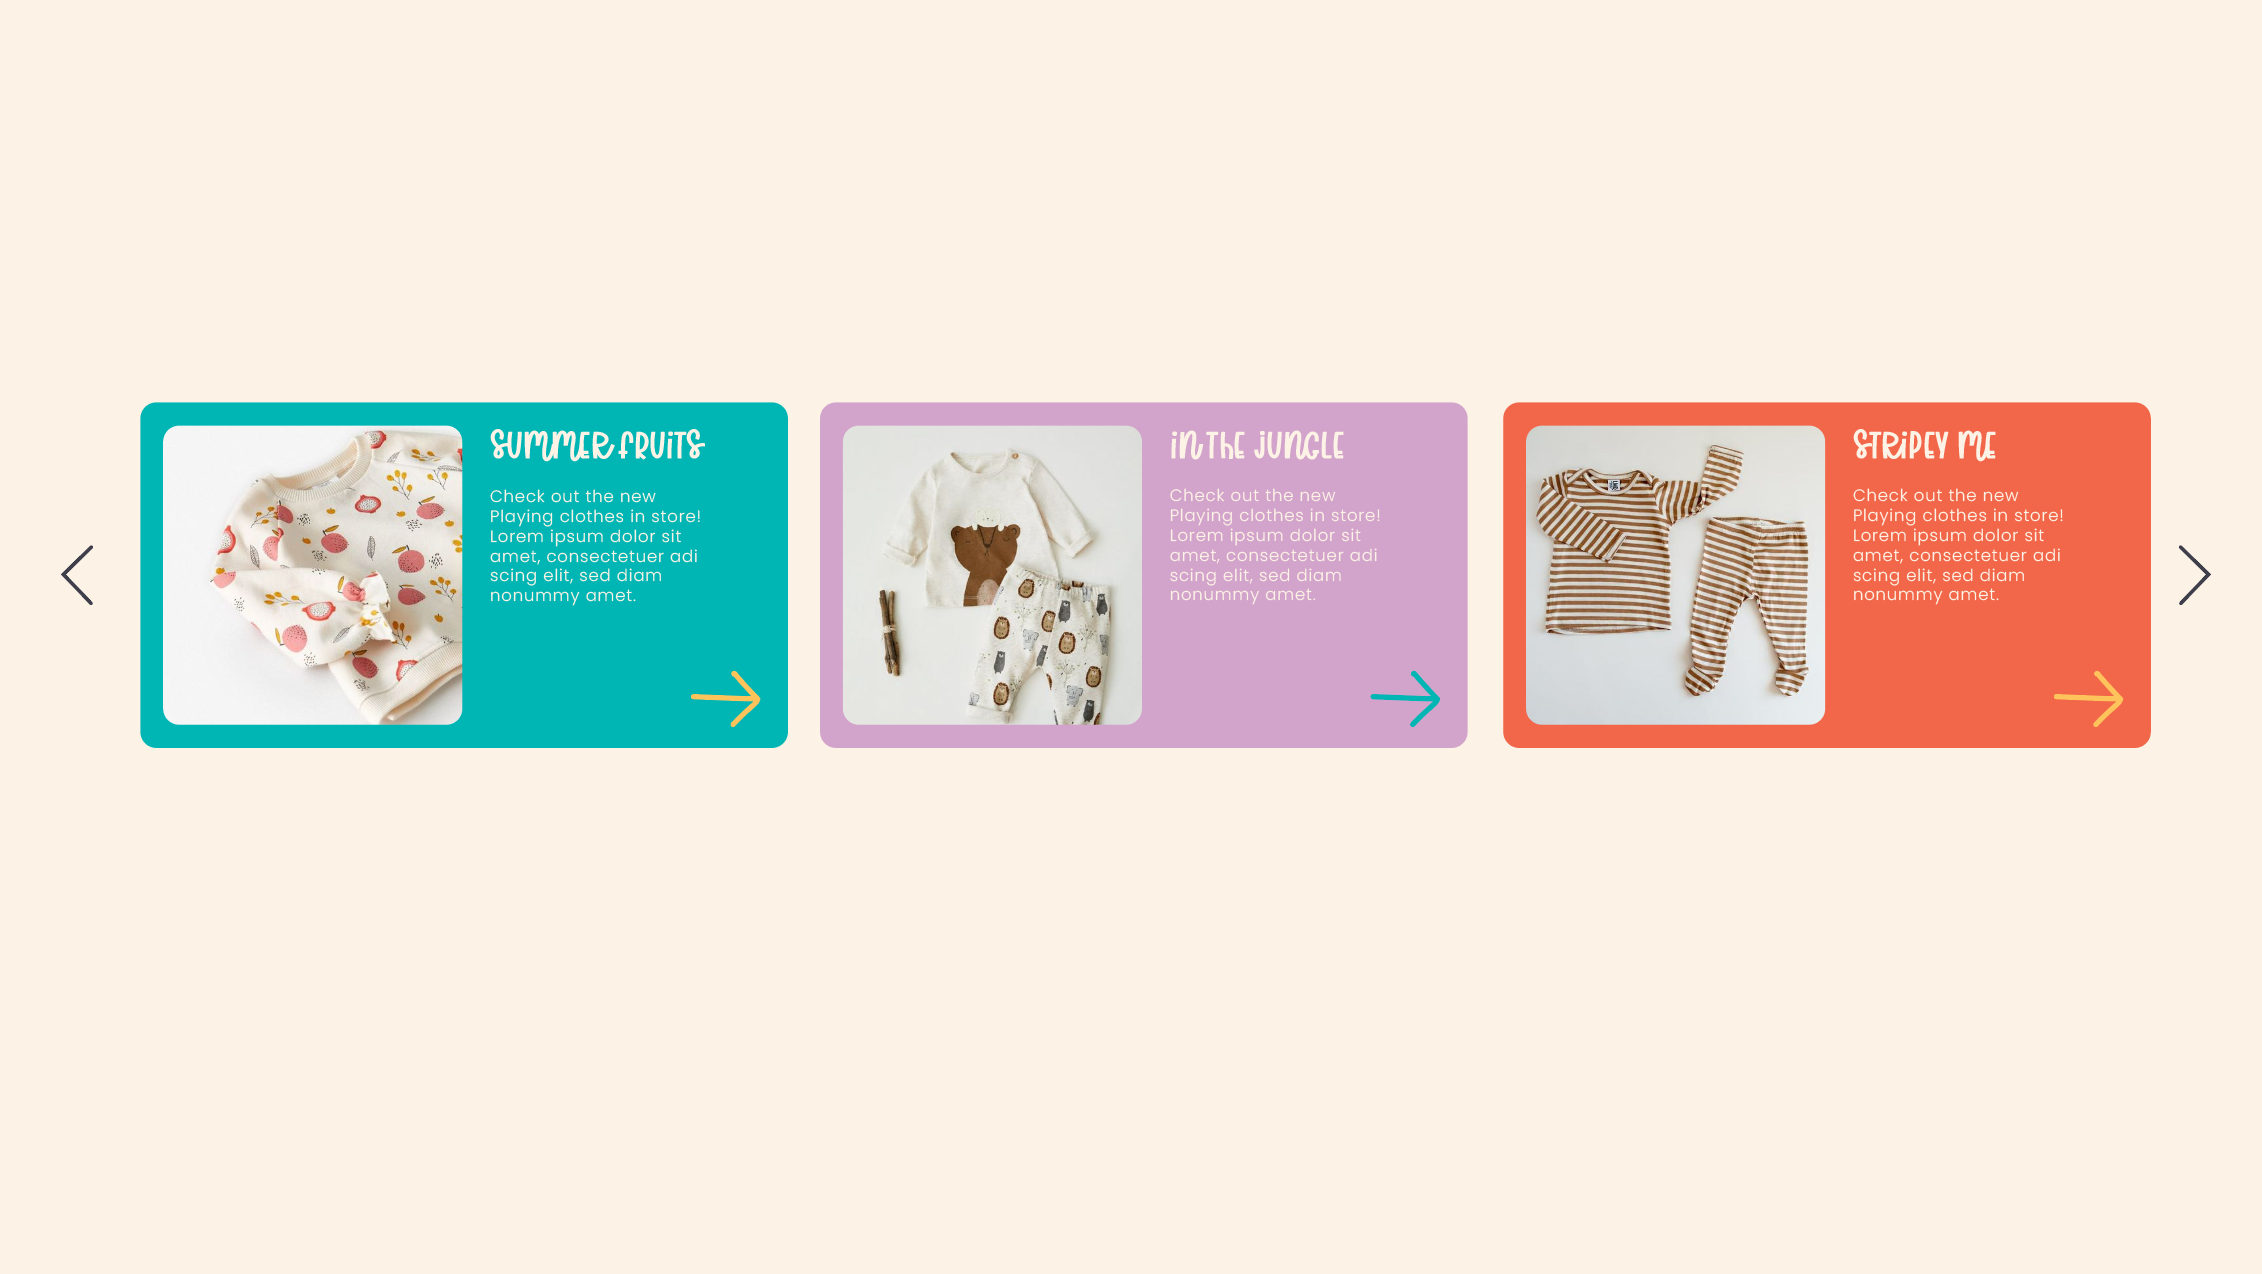 SUMMER FRUiTS
Check out the new
Playing clothes in store!
Lorem ipsum dolor sit
amet, consectetuer adi
scing elit, sed diam
nonummy amet.
iN THE JUNGLE
Check out the new
Playing clothes in store!
Lorem ipsum dolor sit
amet, consectetuer adi
scing elit, sed diam
nonummy amet.
STRiPEY ME
Check out the new
Playing clothes in store!
Lorem ipsum dolor sit
amet, consectetuer adi
scing elit, sed diam
nonummy amet.